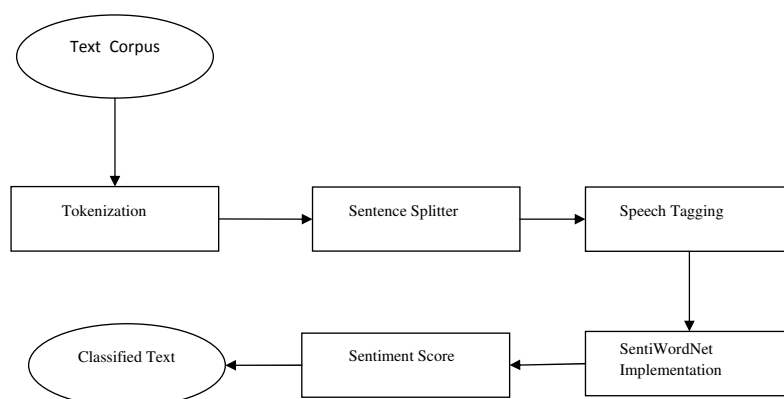 Text Corpus
Tokenization
Sentence Splitter
Speech Tagging
SentiWordNet
Implementation
Sentiment Score
Classified Text